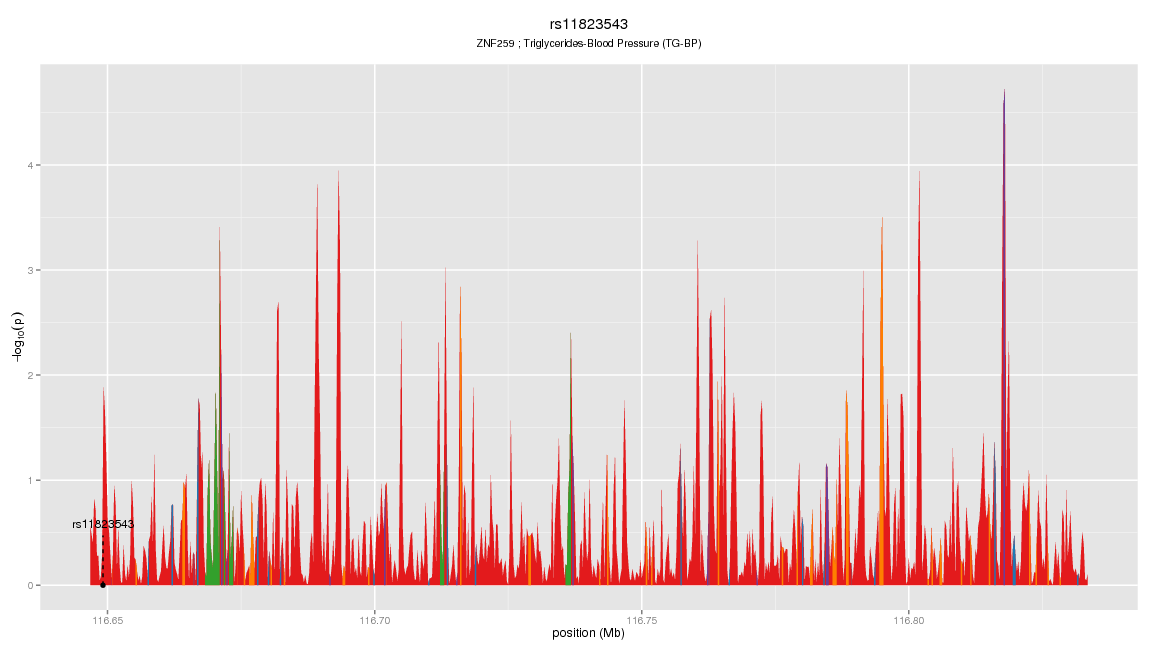 rs11823543
ZNF259 ; Triglycerides-Blood Pressure (TG-BP)
4
3
2
1
0
−log10(p)
rs11823543
116.65 116.70 116.75 116.80
position (Mb)